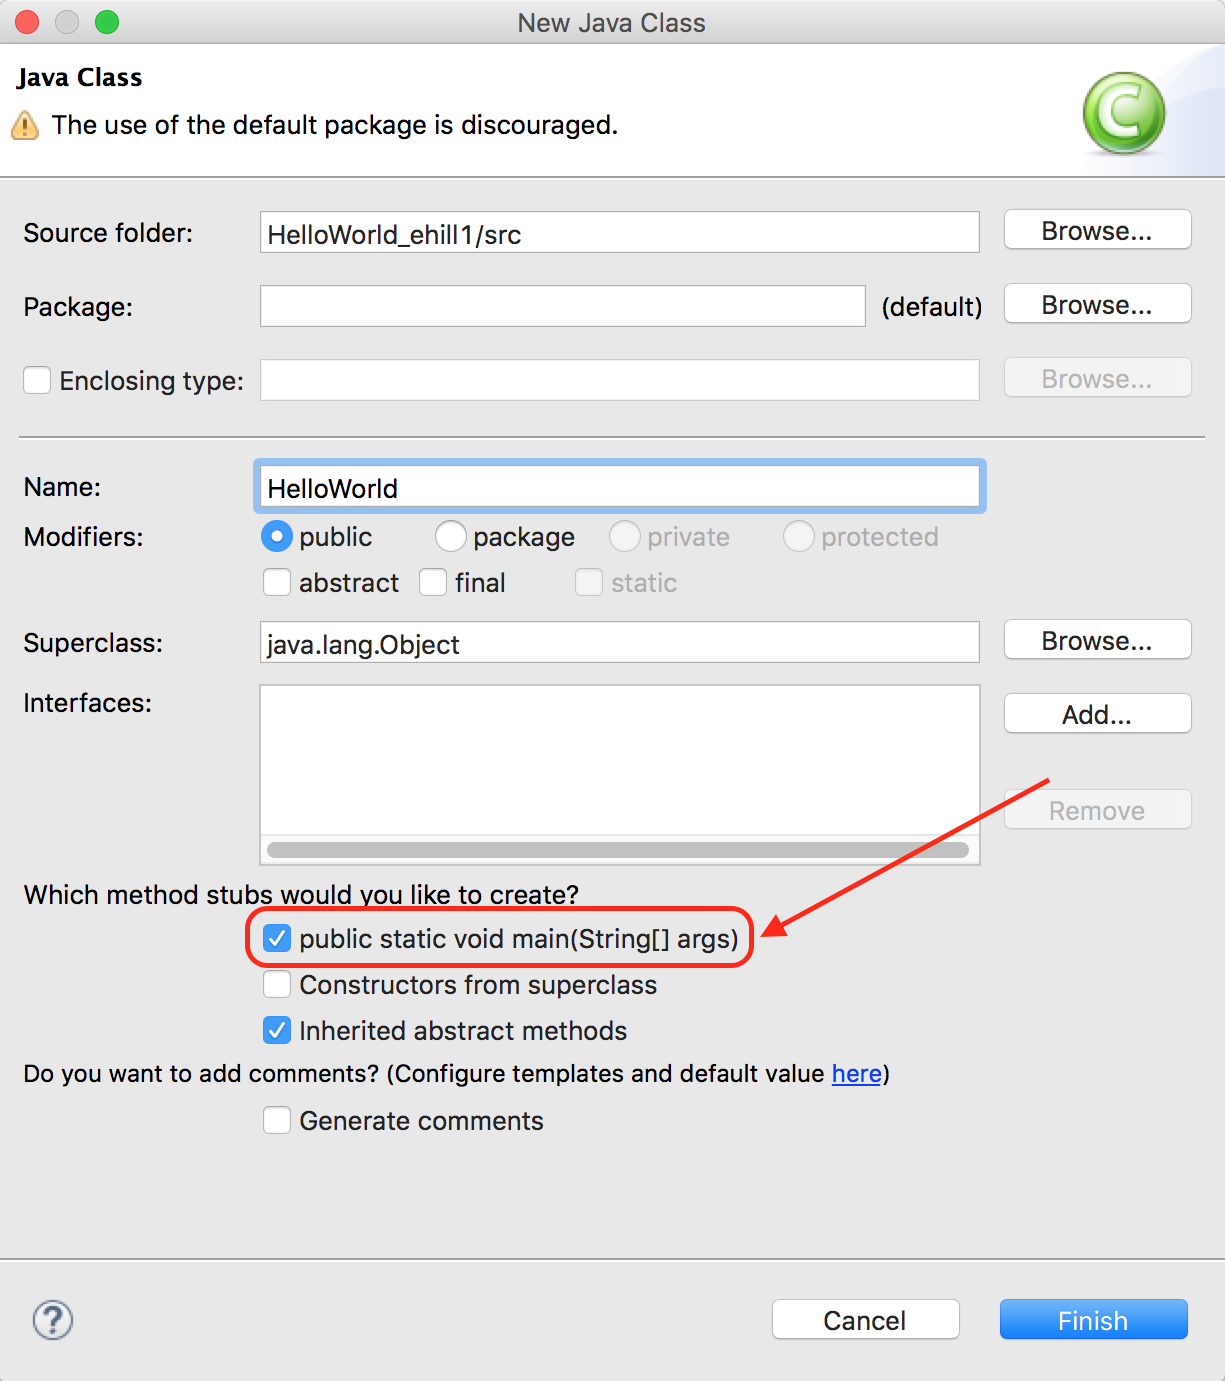 New Java Class
Java Class
The use of the default package is discouraged.
C
Source folder: HelloWorld_ehill1/src Browse...
Package: (default) Browse...
Enclosing type: Browse...
Name: HelloWorld
Modifiers: public package private protected
abstract final static
Superclass: java.lang.Object Browse...
Interfaces: Add...
Remove
Which method stubs would you like to create?
public static void main(String[] args)
Constructors from superclass
Inherited abstract methods
Do you want to add comments? (Configure templates and default value here)
Generate comments
? Cancel Finish